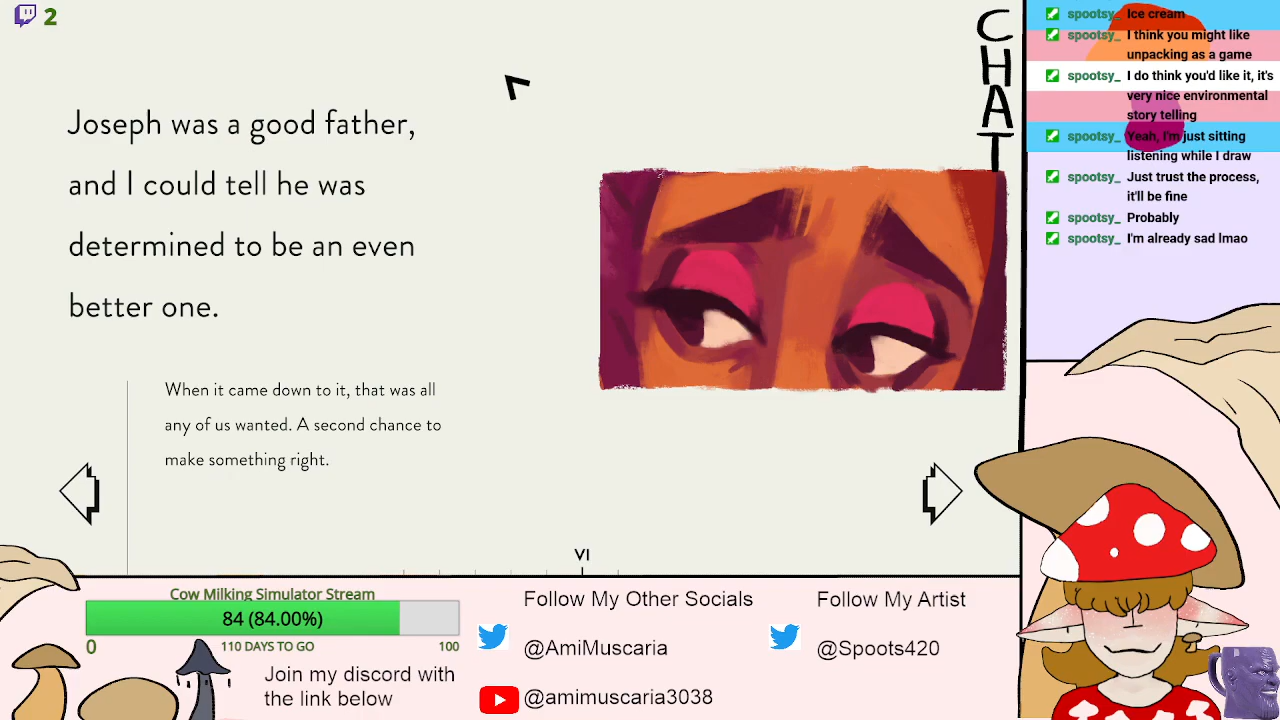 2
Joseph was a good father,
and I could tell he was
determined to be an even
better one.
When it came down to it, that was all
any of us wanted. A second chance to
make something right.
VI
CHAT
spootsy_ Ice cream
spootsy_ I think you might like
unpacking as a game
spootsy_ I do think you'd like it, it's
very nice environmental
story telling
spootsy_ Yeah, I'm just sitting
listening while I draw
spootsy_ Just trust the process,
it'll be fine
spootsy_ Probably
spootsy_ I'm already sad lmao
Cow Milking Simulator Stream
84 (84.00%)
0 110 DAYS TO GO 100
Join my discord with
the link below
Follow My Other Socials
@AmiMuscaria
@amimuscaria3038
Follow My Artist
@Spoots420